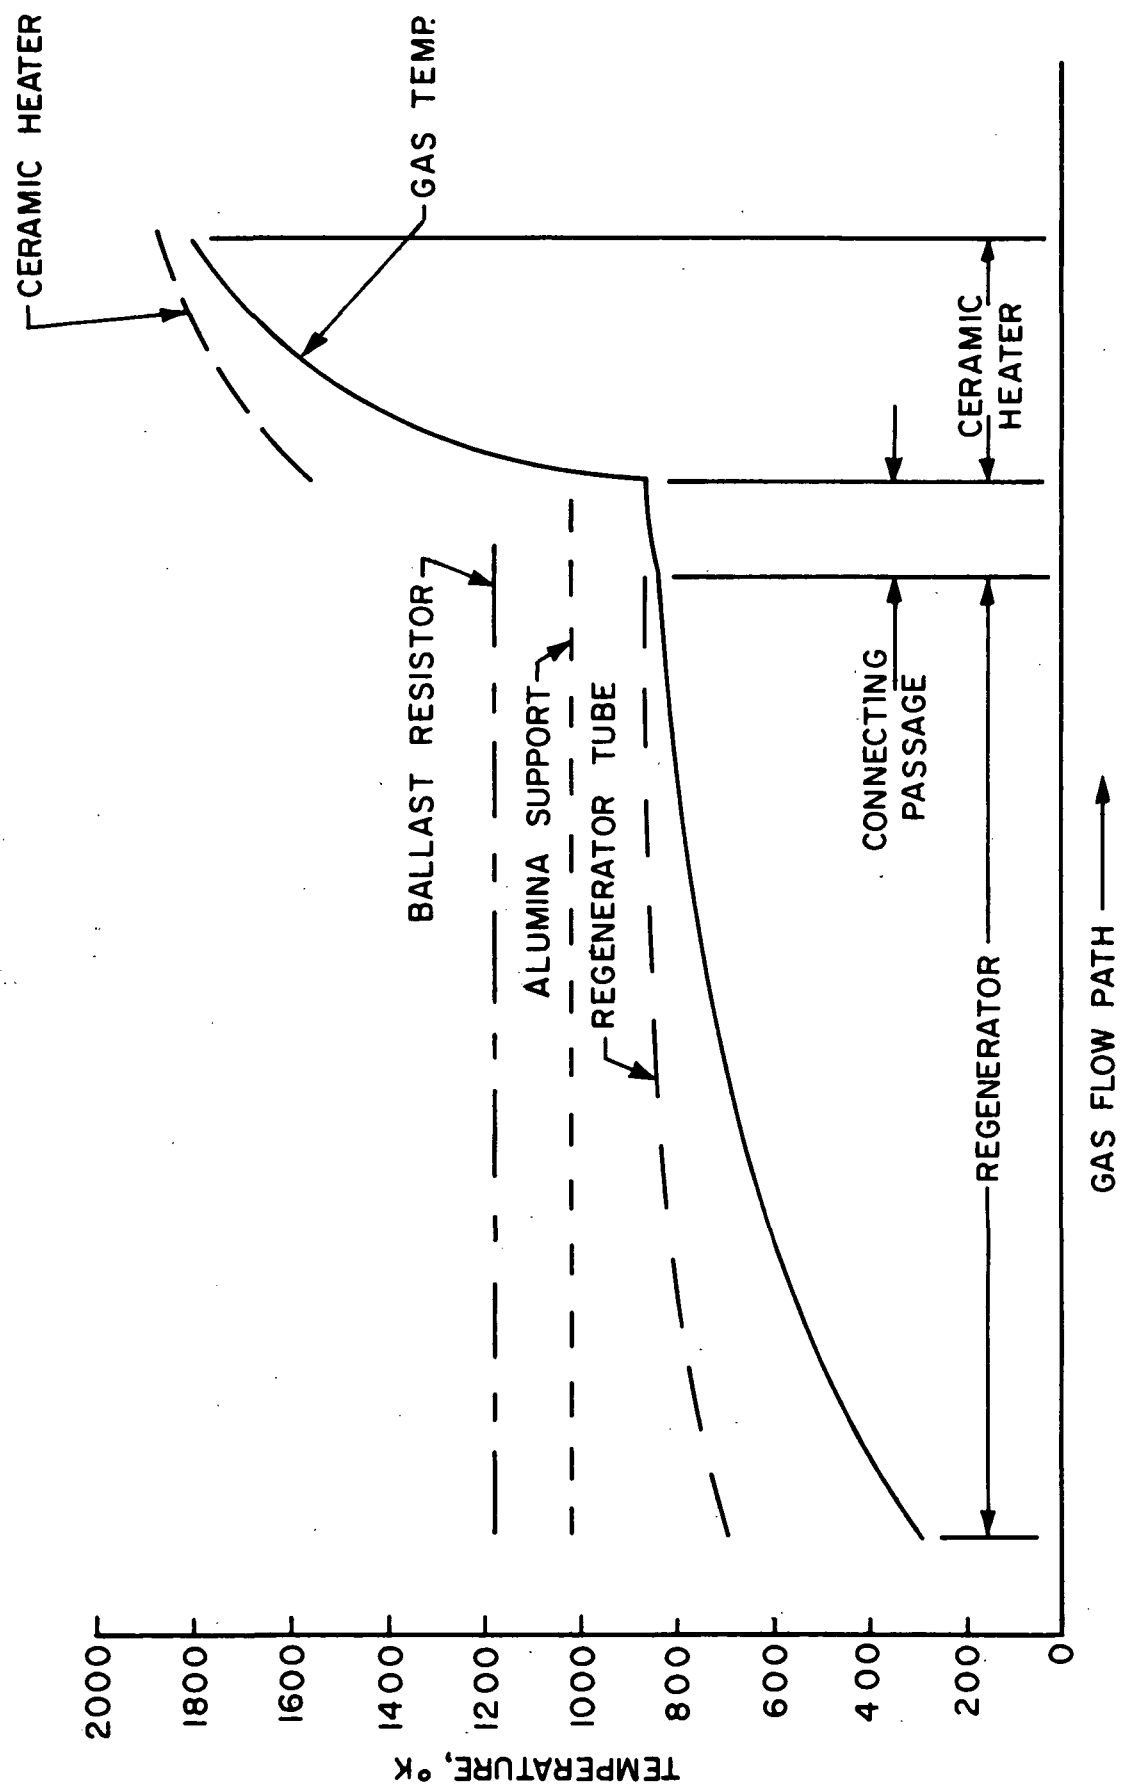 CERAMIC HEATER
GAS TEMP.
BALLAST RESISTOR
ALUMINA SUPPORT
REGENERATOR TUBE
CERAMIC
HEATER
CONNECTING
PASSAGE
REGENERATOR
GAS FLOW PATH
TEMPERATURE, °K
2000
1800
1600
1400
1200
1000
800
600
400
200
0